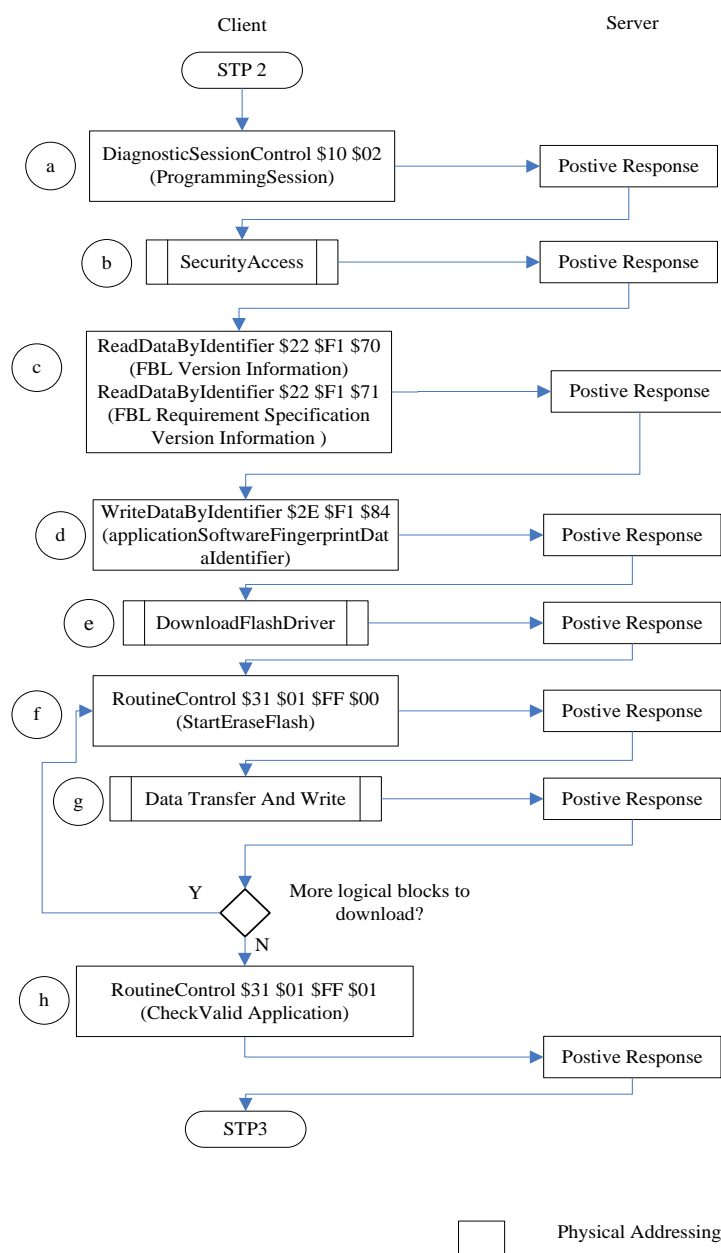 Client
Server
STP 2
a
DiagnosticSessionControl $10 $02
(ProgrammingSession)
Postive Response
b
SecurityAccess
Postive Response
c
ReadDataByIdentifier $22 $F1 $70
(FBL Version Information)
ReadDataByIdentifier $22 $F1 $71
(FBL Requirement Specification
Version Information )
Postive Response
d
WriteDataByIdentifier $2E $F1 $84
(applicationSoftwareFingerprintDat
aIdentifier)
Postive Response
e
DownloadFlashDriver
Postive Response
f
RoutineControl $31 $01 $FF $00
(StartEraseFlash)
Postive Response
g
Data Transfer And Write
Postive Response
Y
More logical blocks to
download?
N
h
RoutineControl $31 $01 $FF $01
(CheckValid Application)
Postive Response
STP3
Physical Addressing